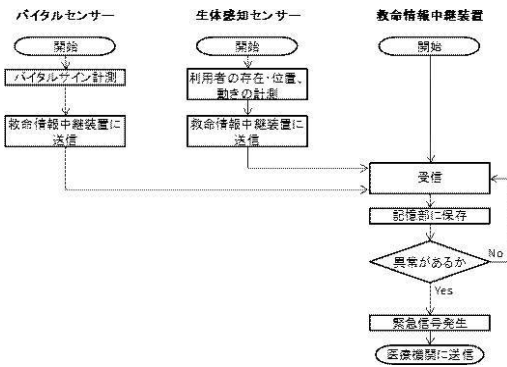 バイタルセンサー
生体感知センサー
救命情報中継装置
開始
開始
開始
バイタルサイン計測
利用者の存在・位置、
動きの計測
救命情報中継装置に
送信
救命情報中継装置に
送信
受信
記憶部に保存
異常があるか
No
Yes
緊急信号発生
医療機関に送信